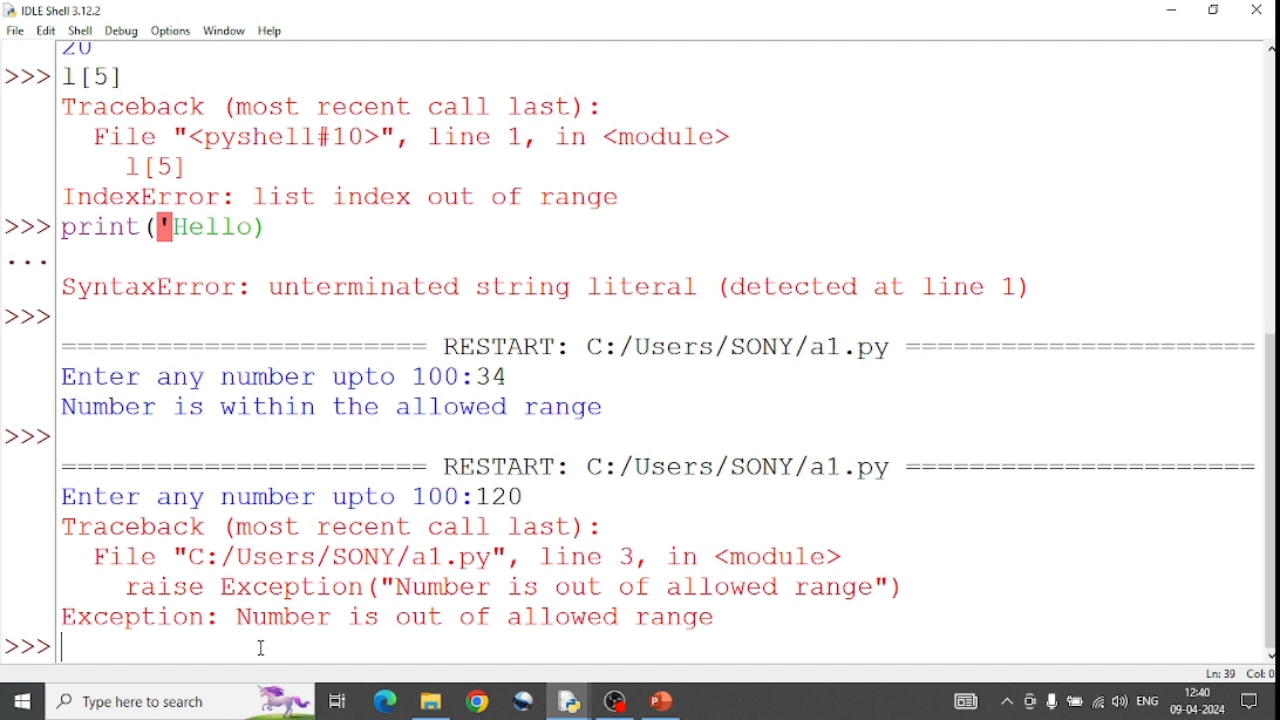 IDLE Shell 3.12.2
File Edit Shell Debug Options Window Help
20
>>> l[5]
Traceback (most recent call last):
  File "<pyshell#10>", line 1, in <module>
    l[5]
IndexError: list index out of range
>>> print('Hello)
...
SyntaxError: unterminated string literal (detected at line 1)
>>>
======================= RESTART: C:/Users/SONY/a1.py ======================
Enter any number upto 100:34
Number is within the allowed range
>>>
======================= RESTART: C:/Users/SONY/a1.py ======================
Enter any number upto 100:120
Traceback (most recent call last):
  File "C:/Users/SONY/a1.py", line 3, in <module>
    raise Exception("Number is out of allowed range")
Exception: Number is out of allowed range
>>>
Ln: 39 Col: 0
Type here to search
ENG
12:40
09-04-2024